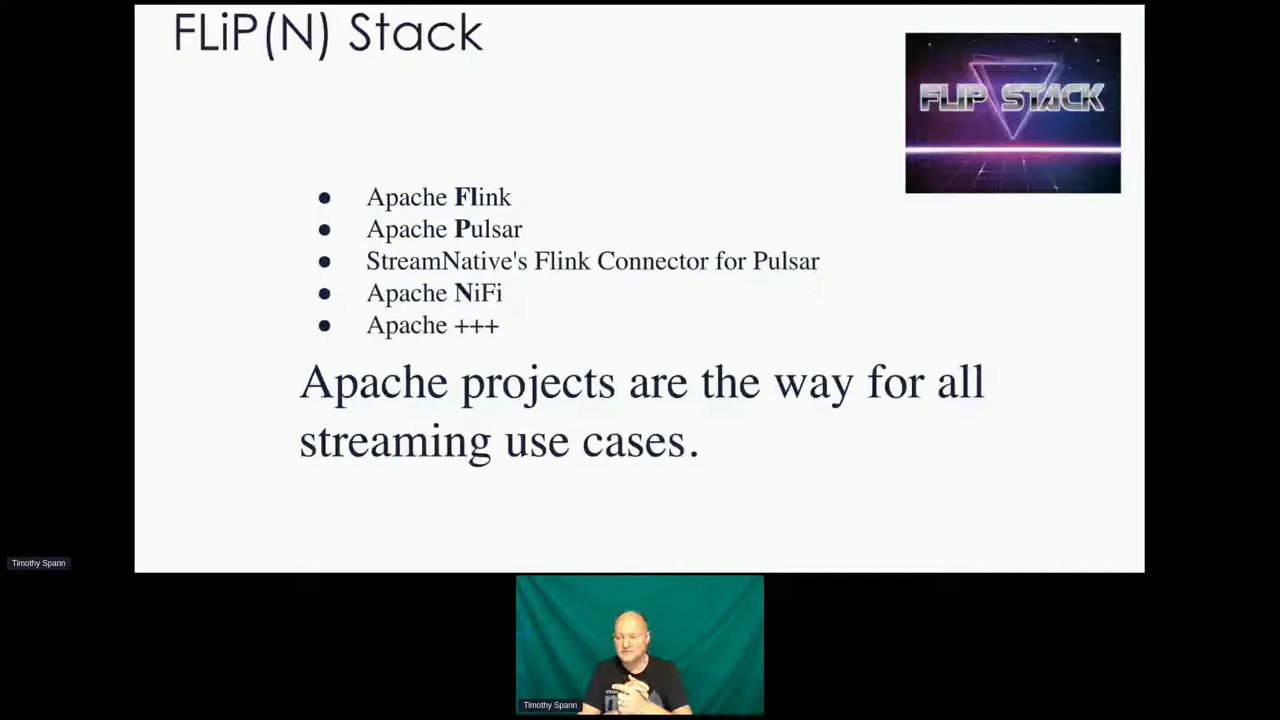 FLiP(N) Stack
FLIP STACK
● Apache Flink
● Apache Pulsar
● StreamNative's Flink Connector for Pulsar
● Apache NiFi
● Apache +++
Apache projects are the way for all
streaming use cases.
Timothy Spann
Timothy Spann